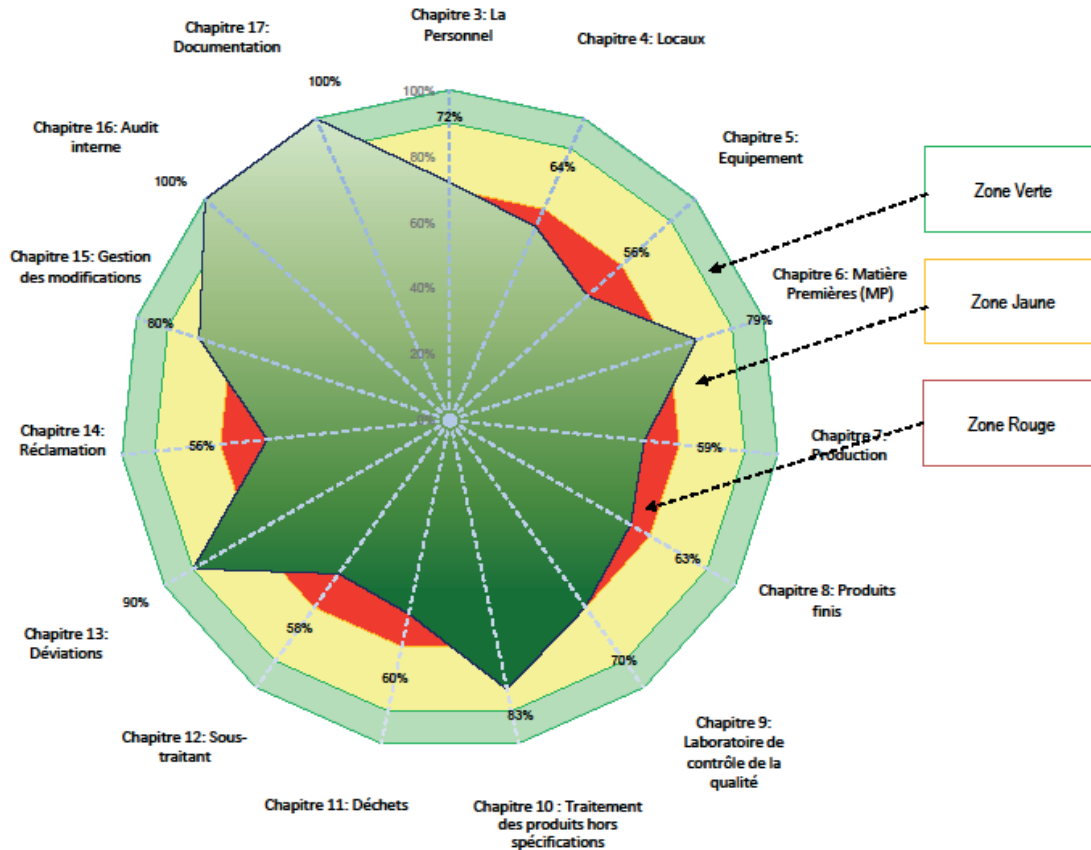 Chapitre 3: La
Personnel
72%
Chapitre 4: Locaux
64%
Chapitre 5:
Equipement
56%
Chapitre 6: Matière
Premières (MP)
79%
Chapitre 7:
Production
59%
Chapitre 8: Produits
finis
63%
Chapitre 9:
Laboratoire de
contrôle de la
qualité
70%
Chapitre 10 : Traitement
des produits hors
spécifications
83%
Chapitre 11: Déchets
60%
Chapitre 12: Sous-
traitant
58%
Chapitre 13:
Déviations
90%
Chapitre 14:
Réclamation
56%
Chapitre 15: Gestion
des modifications
80%
Chapitre 16: Audit
interne
100%
Chapitre 17:
Documentation
100%
100%
80%
60%
40%
20%
Zone Verte
Zone Jaune
Zone Rouge